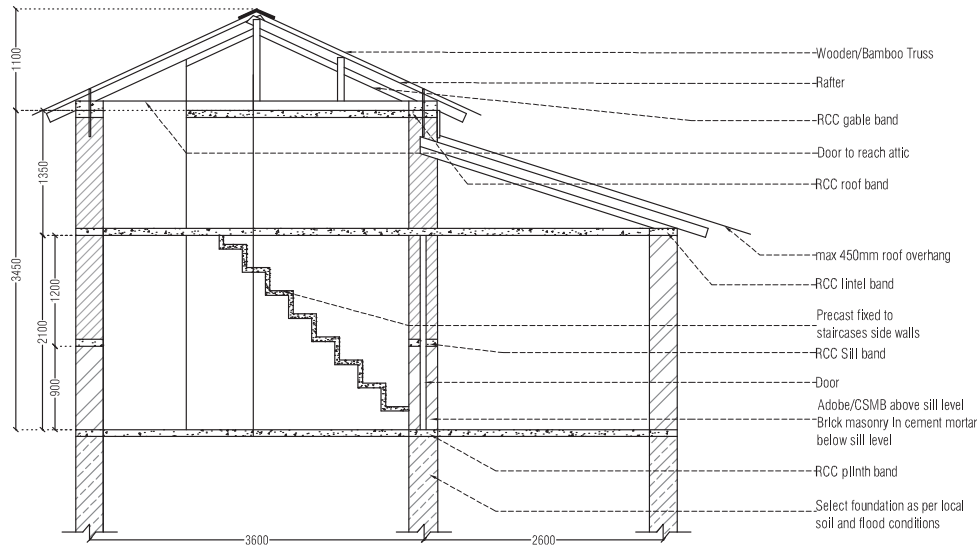 1100
1350
3450
2100
1200
900
3600
2600
Wooden/Bamboo Truss
Rafter
RCC gable band
Door to reach attic
RCC roof band
max 450mm roof overhang
RCC lintel band
Precast fixed to
staircases side walls
RCC Sill band
Door
Adobe/CSMB above sill level
Brick masonry In cement mortar
below sill level
RCC plInth band
Select foundation as per local
soil and flood conditions